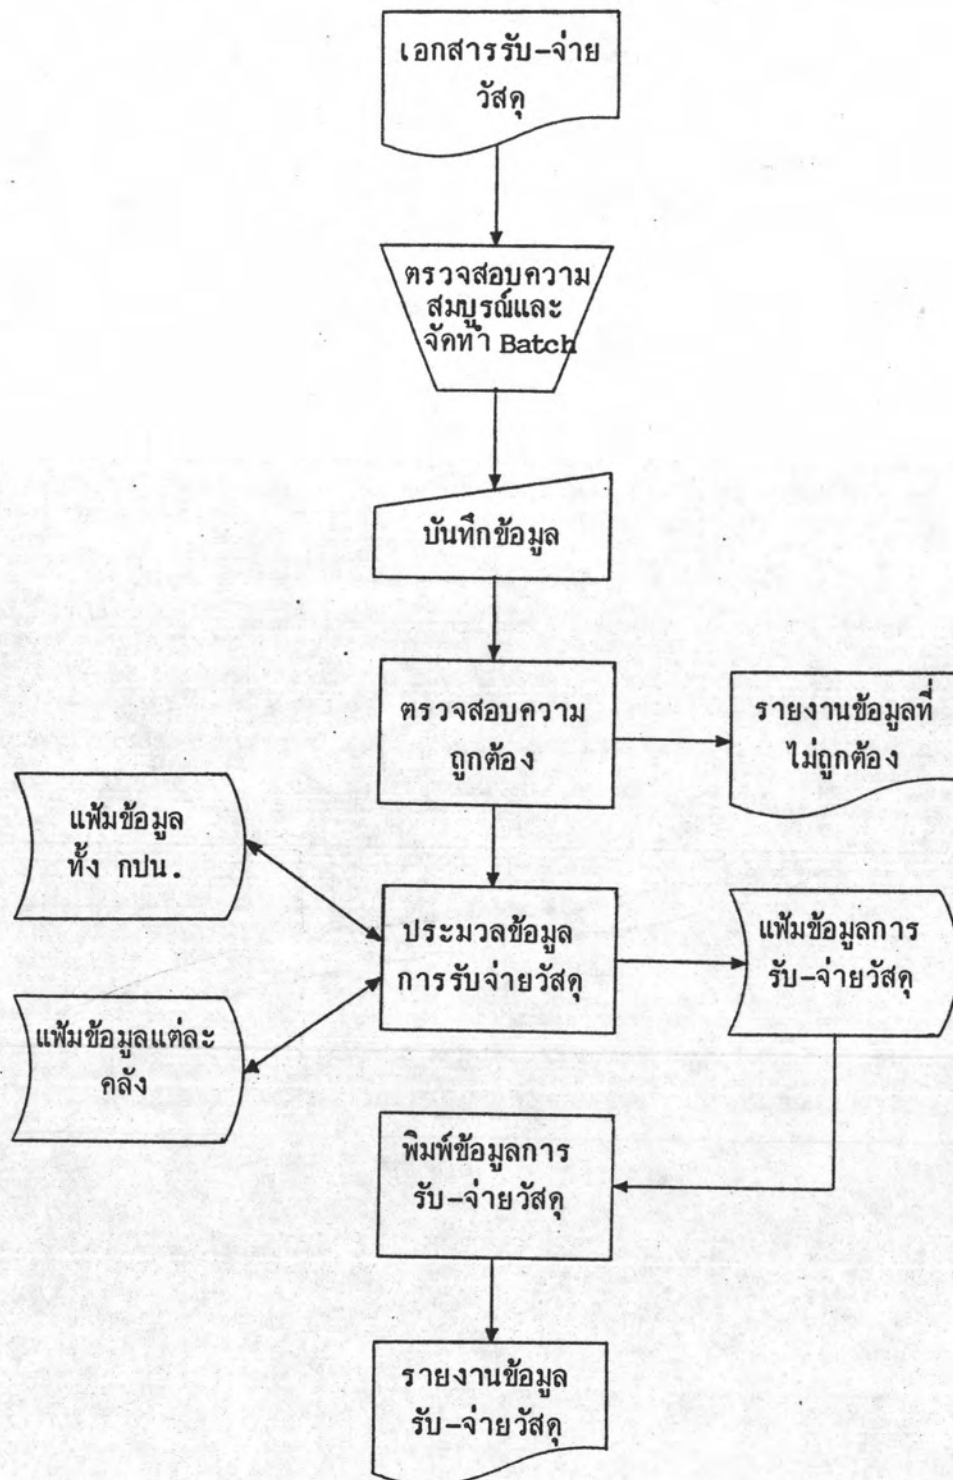 เอกสารรับ-จ่าย
วัสดุ
ตรวจสอบความ
สมบูรณ์และ
จัดทำ Batch
บันทึกข้อมูล
ตรวจสอบความ
ถูกต้อง
รายงานข้อมูลที่
ไม่ถูกต้อง
แฟ้มข้อมูล
ทั้ง กปน.
ประมวลข้อมูล
การรับจ่ายวัสดุ
แฟ้มข้อมูลการ
รับ-จ่ายวัสดุ
แฟ้มข้อมูลแต่ละ
คลัง
พิมพ์ข้อมูลการ
รับ-จ่ายวัสดุ
รายงานข้อมูล
รับ-จ่ายวัสดุ